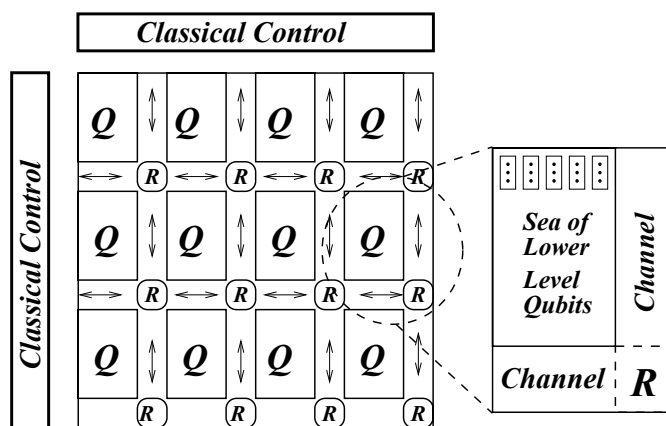 Classical Control
Classical Control
Q Q Q Q
R R R R
Q Q Q Q
R R R R
Q Q Q Q
R R R R
Sea of
Lower
Level
Qubits
Channel
Channel
R